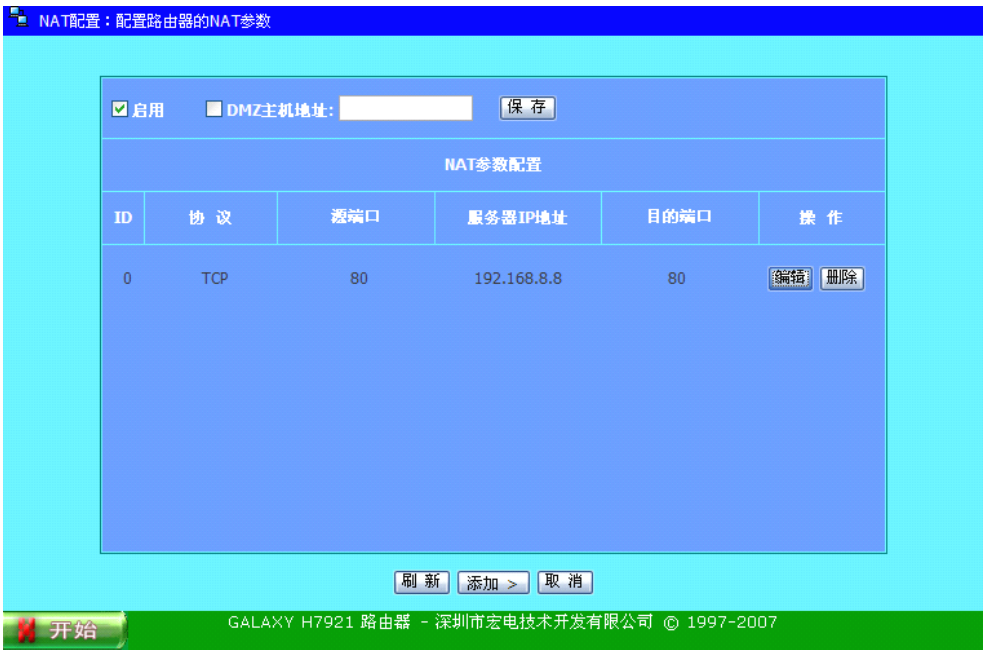 NAT配置：配置路由器的NAT参数
启用 DMZ主机地址: 保 存
NAT参数配置
ID 协 议 源端口 服务器IP地址 目的端口 操 作
0 TCP 80 192.168.8.8 80 编辑 删除
刷 新 添加 > 取 消
开始 GALAXY H7921 路由器 - 深圳市宏电技术开发有限公司 © 1997-2007